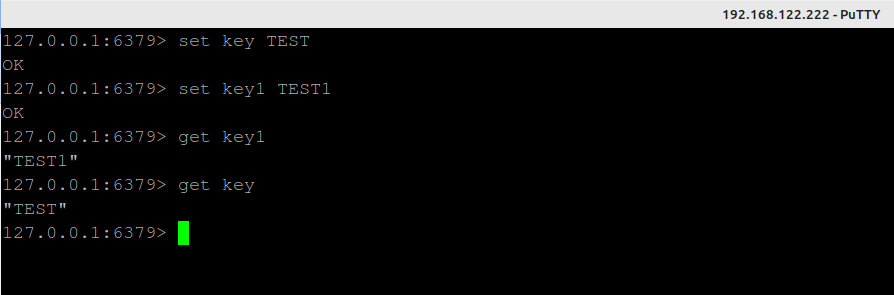 192.168.122.222 - PuTTY
127.0.0.1:6379> set key TEST
OK
127.0.0.1:6379> set key1 TEST1
OK
127.0.0.1:6379> get key1
"TEST1"
127.0.0.1:6379> get key
"TEST"
127.0.0.1:6379>